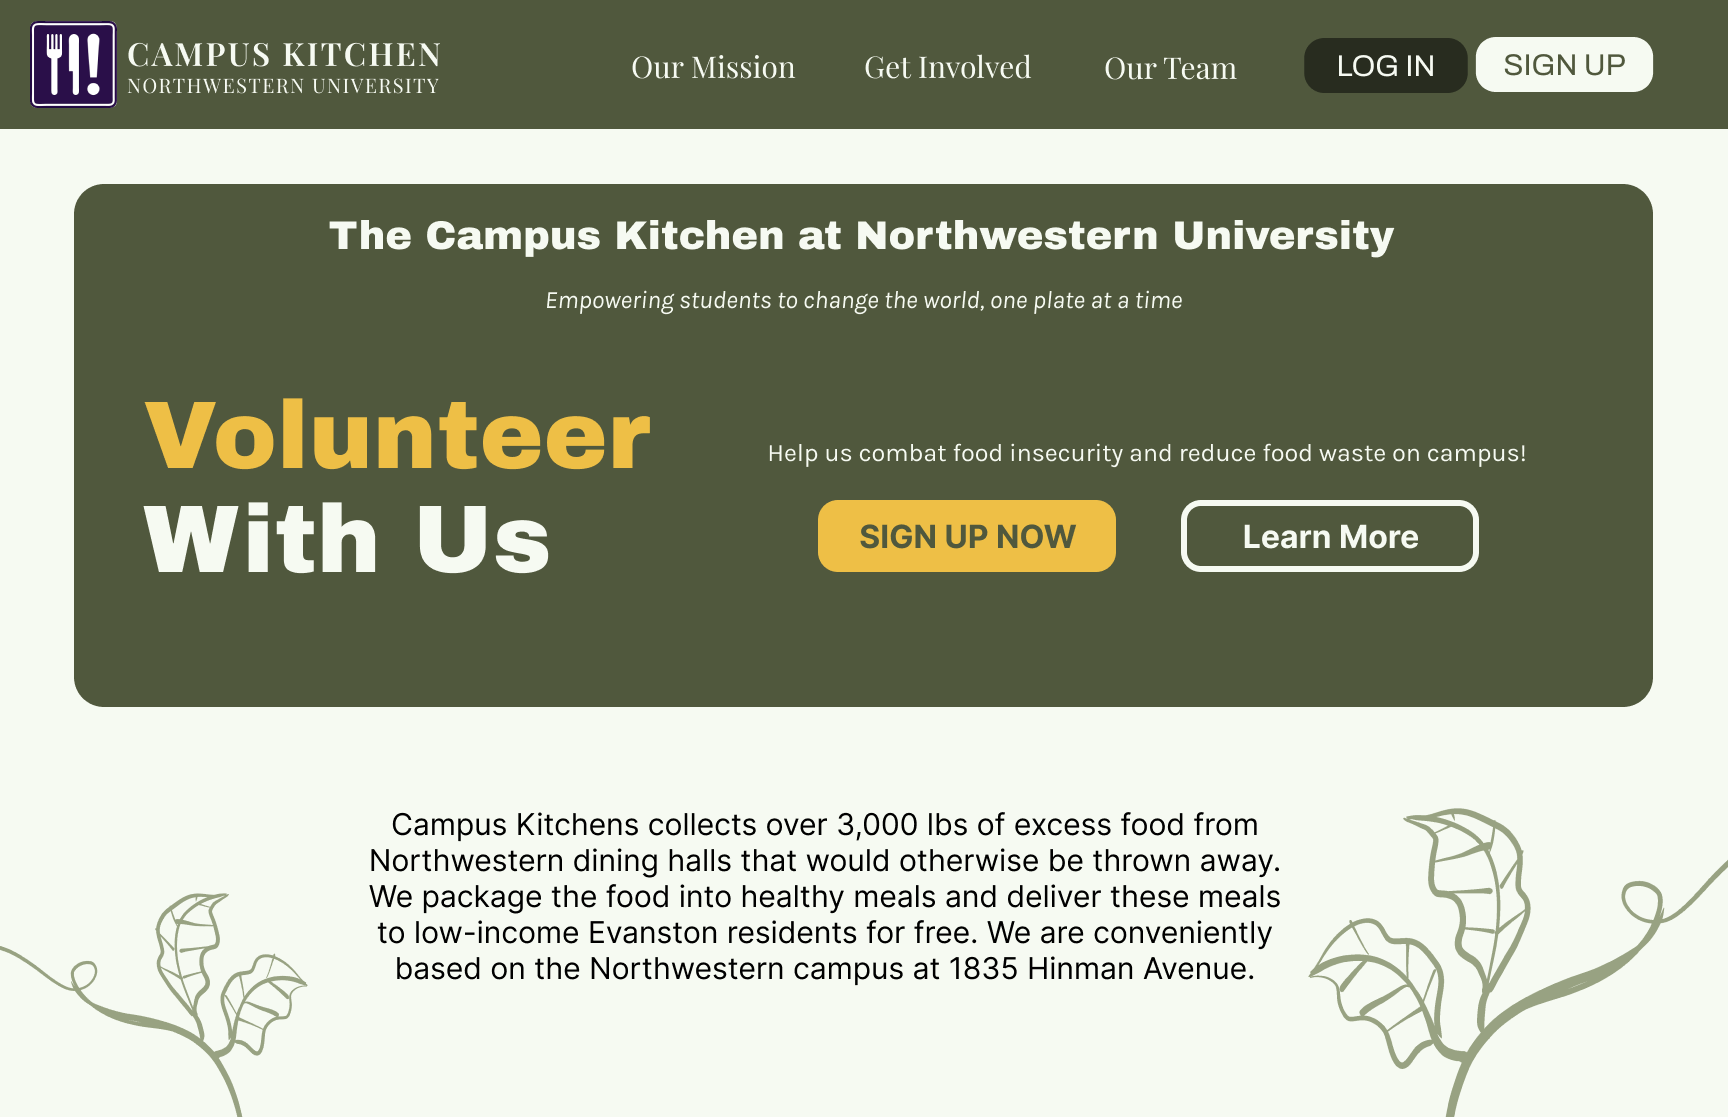 CAMPUS KITCHEN
NORTHWESTERN UNIVERSITY
Our Mission
Get Involved
Our Team
LOG IN
SIGN UP
The Campus Kitchen at Northwestern University
Empowering students to change the world, one plate at a time
Volunteer
With Us
Help us combat food insecurity and reduce food waste on campus!
SIGN UP NOW
Learn More
Campus Kitchens collects over 3,000 lbs of excess food from
Northwestern dining halls that would otherwise be thrown away.
We package the food into healthy meals and deliver these meals
to low-income Evanston residents for free. We are conveniently
based on the Northwestern campus at 1835 Hinman Avenue.